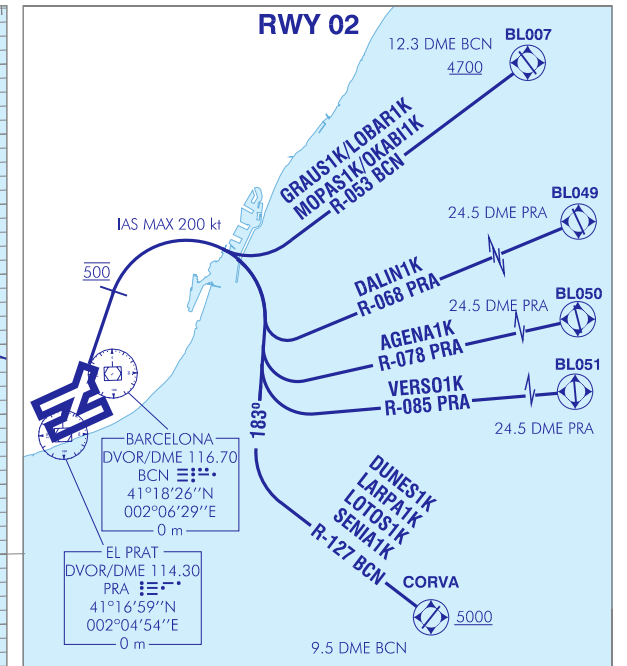 RWY 02
BL007
12.3 DME BCN
4700
GRAUS1K/LOBAR1K
MOPAS1K/OKABI1K
R-053 BCN
BL049
24.5 DME PRA
IAS MAX 200 kt
500
DALIN1K
R-068 PRA
BL050
24.5 DME PRA
AGENA1K
R-078 PRA
BL051
VERSO1K
R-085 PRA
24.5 DME PRA
183º
BARCELONA
DVOR/DME 116.70
BCN
41°18'26"N
002°06'29"E
0 m
DUNES1K
LARPA1K
LOTOS1K
SENIA1K
R-127 BCN
EL PRAT
DVOR/DME 114.30
PRA
41°16'59"N
002°04'54"E
0 m
CORVA
5000
9.5 DME BCN